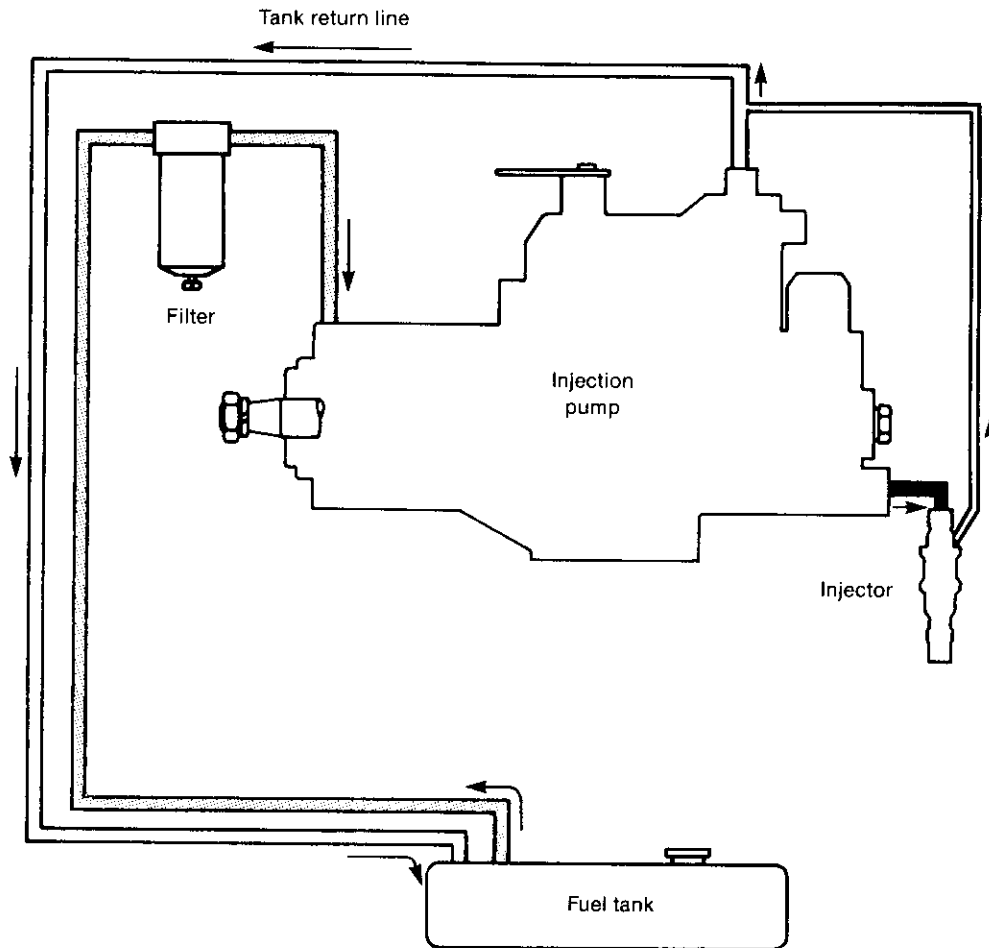 Tank return line
Filter
Injection
pump
Injector
Fuel tank